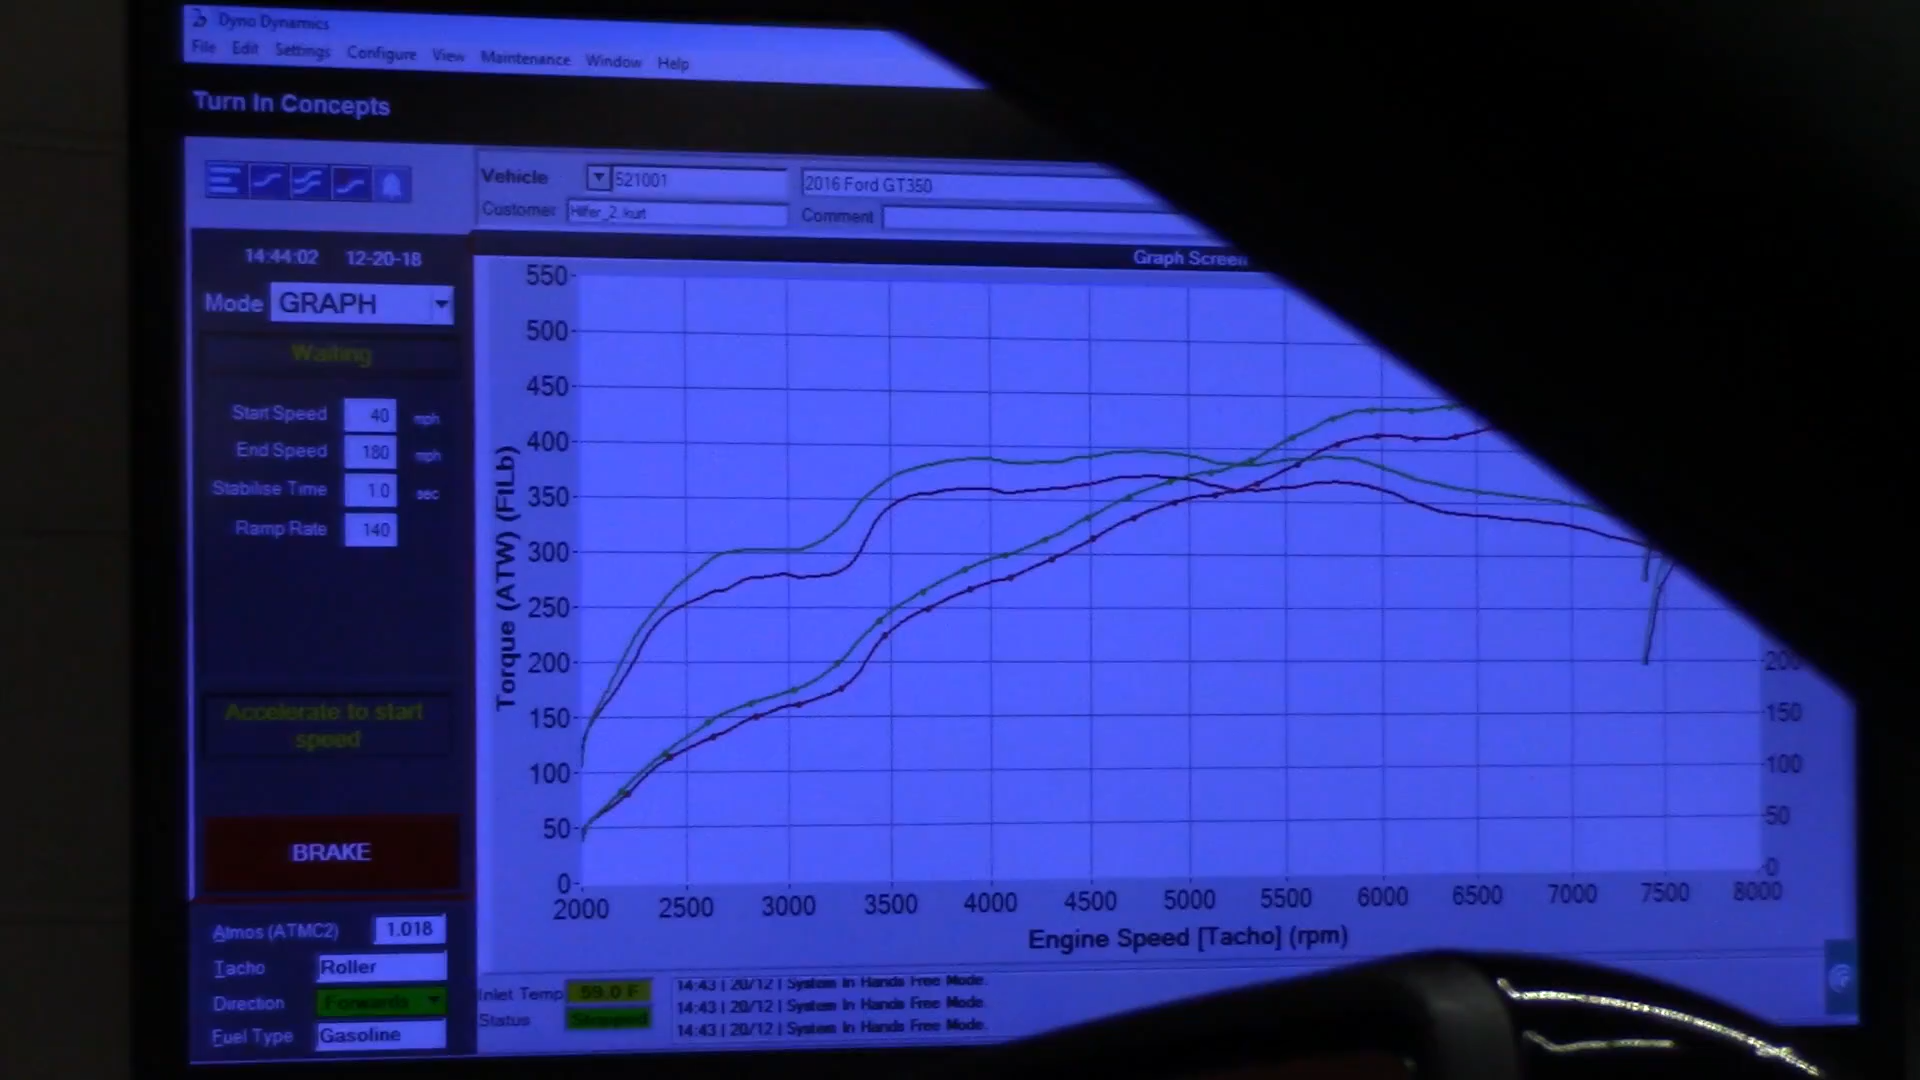 Dyno Dynamics
File Edit Settings Configure View Maintenance Window Help
Turn In Concepts
Vehicle 521001 2016 Ford GT350
Customer Comment
14:44:02 12-20-18
Graph Screen
Mode GRAPH
Waiting
Start Speed 40 mph
End Speed 180 mph
Stabilise Time 1.0 sec
Ramp Rate 140
Accelerate to start
speed
BRAKE
Atmos (ATMC2) 1.018
Tacho Roller
Direction Forwards
Fuel Type Gasoline
Torque (ATW) (FtLb)
550
500
450
400
350
300
250
200
150
100
50
0
200
150
100
50
0
2000 2500 3000 3500 4000 4500 5000 5500 6000 6500 7000 7500 8000
Engine Speed [Tacho] (rpm)
Inlet Temp 59.0 F
Status Stopped
14:43 | 20/12 | System In Hands Free Mode.
14:43 | 20/12 | System In Hands Free Mode.
14:43 | 20/12 | System In Hands Free Mode.